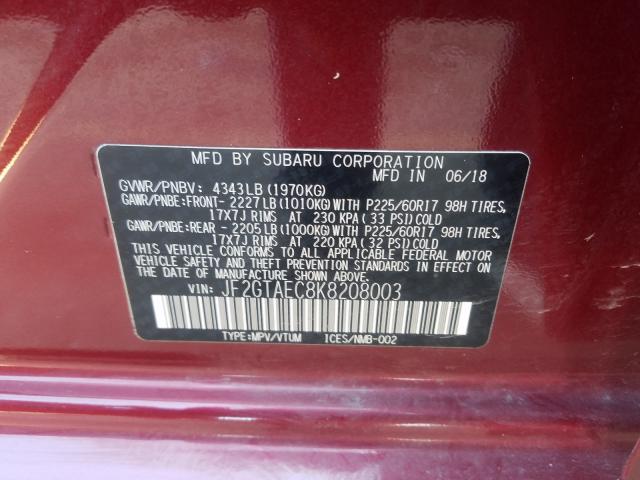 MFD BY SUBARU CORPORATION
MFD IN 06/18
GVWR/PNBV: 4343LB(1970KG)
GAWR/PNBE:FRONT- 2227LB(1010KG)WITH P225/60R17 98H TIRES,
17X7J RIMS AT 230 KPA(33 PSI)COLD
GAWR/PNBE:REAR - 2205LB(1000KG)WITH P225/60R17 98H TIRES,
17X7J RIMS AT 220 KPA(32 PSI)COLD
THIS VEHICLE CONFORMS TO ALL APPLICABLE FEDERAL MOTOR
VEHICLE SAFETY AND THEFT PREVENTION STANDARDS IN EFFECT
ON THE DATE OF MANUFACTURE SHOWN ABOVE.
VIN: JF2GTAEC8K8208003
TYPE:MPV/VTUM ICES/NMB-002